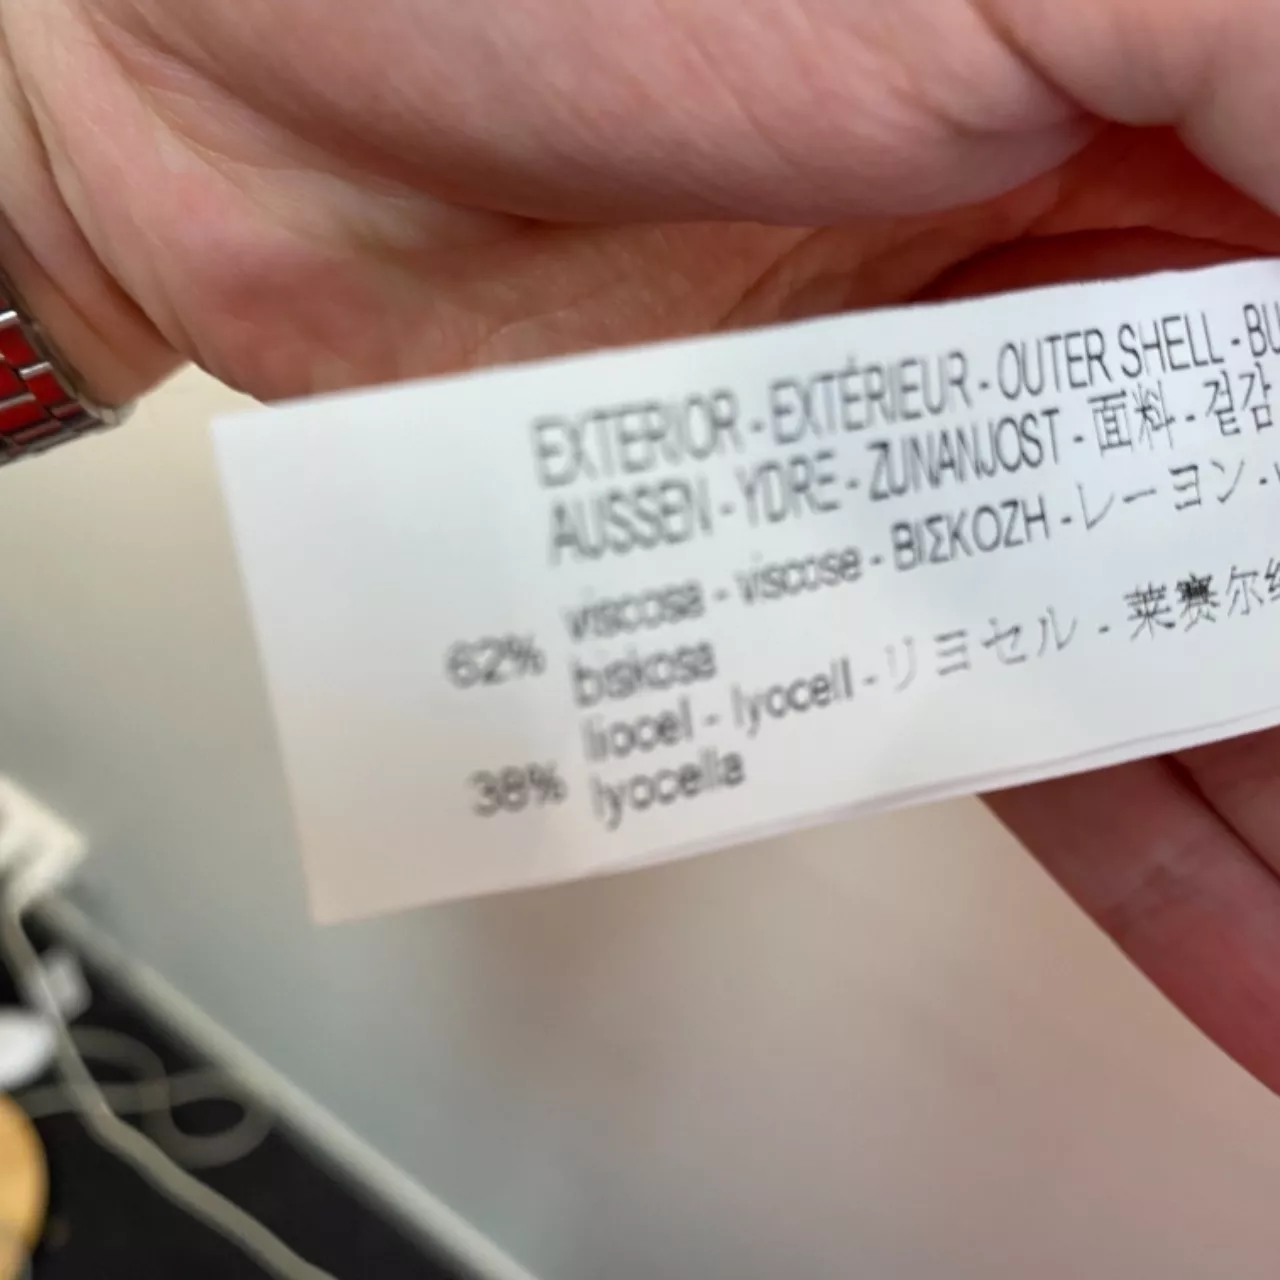 EXTERIOR - EXTÉRIEUR - OUTER SHELL -
AUSSEN - YDRE - ZUNANJOST - 面料 - 겉감
62% viscosa - viscose - ΒΙΣΚΟΖΗ - レーヨン -
biskosa
38% liocel - lyocell - リヨセル - 莱赛尔纤
lyocella